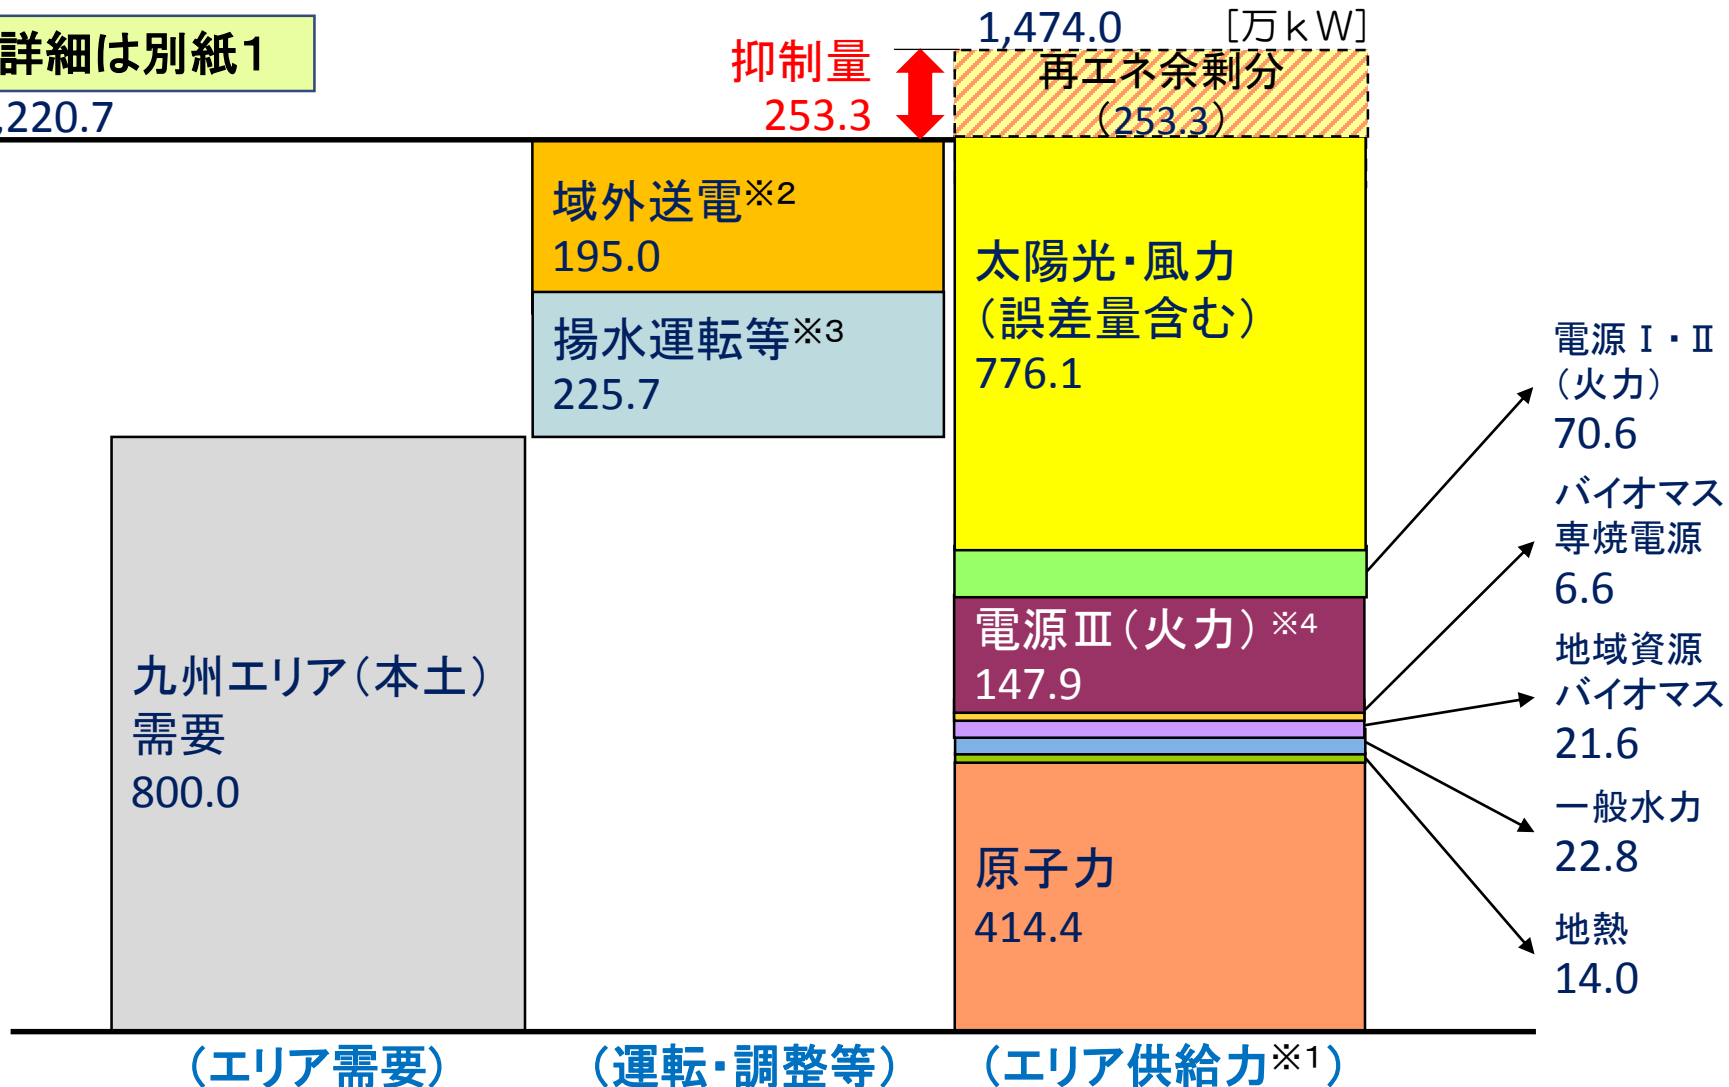 詳細は別紙1
,220.7
抑制量
253.3
1,474.0
[万kW]
再エネ余剰分
(253.3)
域外送電※2
195.0
揚水運転等※3
225.7
太陽光・風力
(誤差量含む)
776.1
電源Ⅲ(火力)※4
147.9
九州エリア(本土)
需要
800.0
原子力
414.4
電源Ⅰ・Ⅱ
(火力)
70.6
バイオマス
専焼電源
6.6
地域資源
バイオマス
21.6
一般水力
22.8
地熱
14.0
(エリア需要)
(運転・調整等)
(エリア供給力※1)